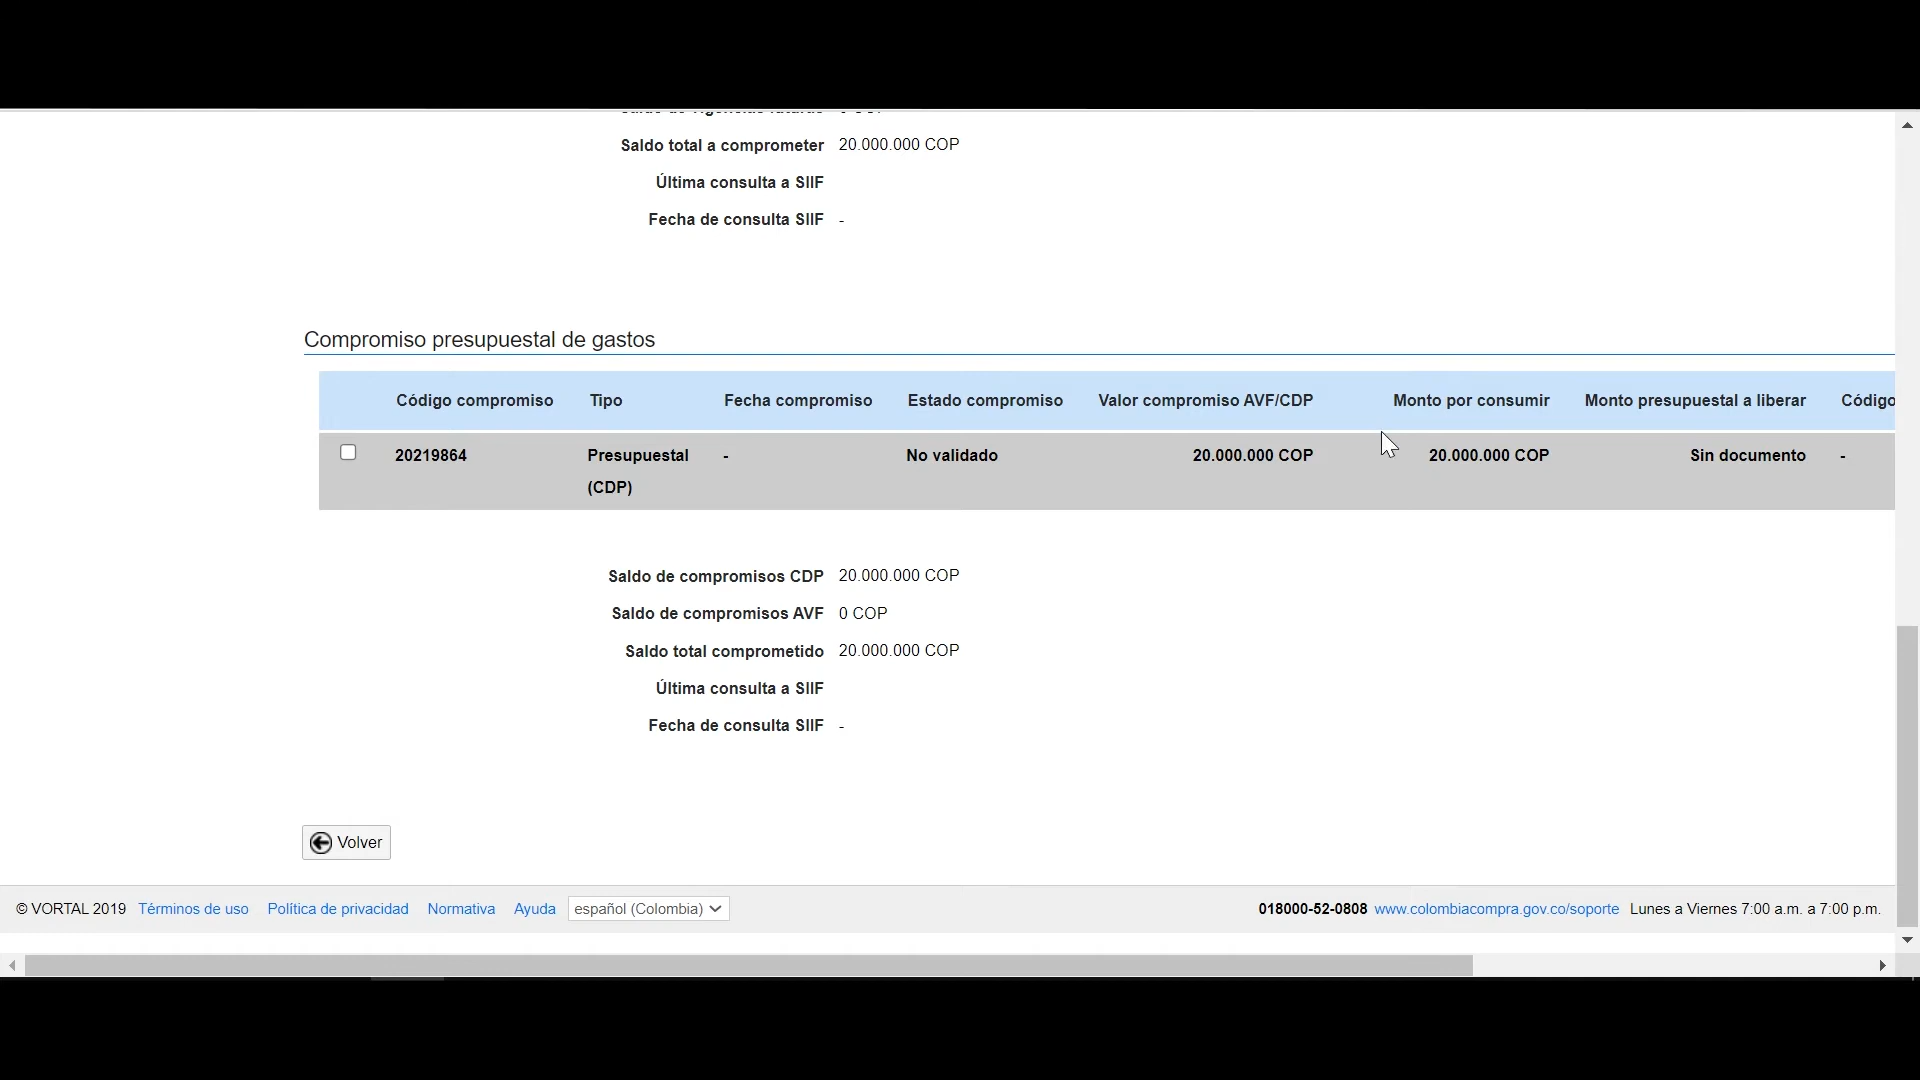 Saldo total a comprometer 20.000.000 COP
Última consulta a SIIF
Fecha de consulta SIIF -
Compromiso presupuestal de gastos
Código compromiso Tipo Fecha compromiso Estado compromiso Valor compromiso AVF/CDP Monto por consumir Monto presupuestal a liberar Código
20219864 Presupuestal - No validado 20.000.000 COP 20.000.000 COP Sin documento -
(CDP)
Saldo de compromisos CDP 20.000.000 COP
Saldo de compromisos AVF 0 COP
Saldo total comprometido 20.000.000 COP
Última consulta a SIIF
Fecha de consulta SIIF -
Volver
© VORTAL 2019 Términos de uso Política de privacidad Normativa Ayuda español (Colombia) 018000-52-0808 www.colombiacompra.gov.co/soporte Lunes a Viernes 7:00 a.m. a 7:00 p.m.